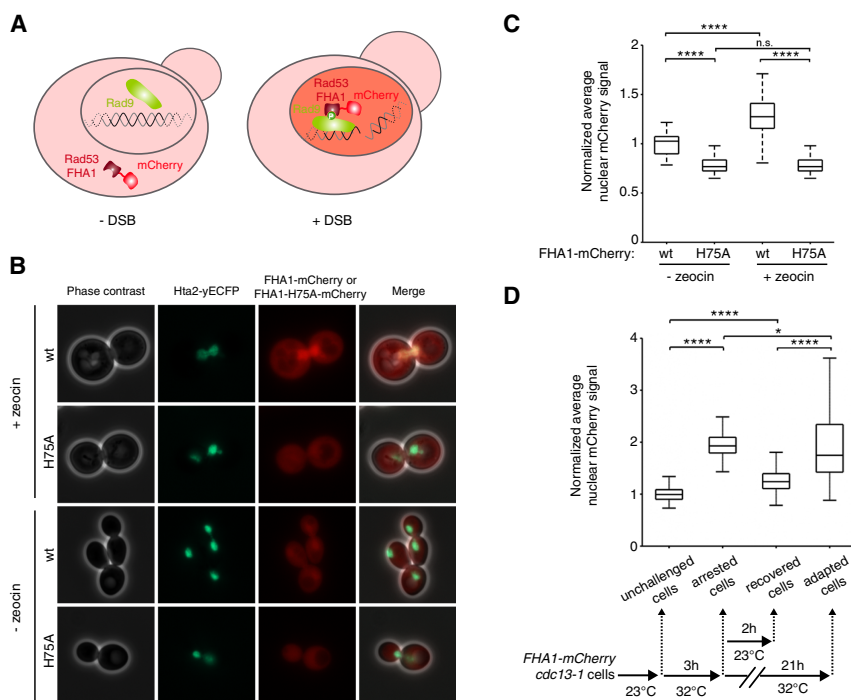 A
Rad9
Rad53
FHA1
mCherry
- DSB
Rad53
FHA1
mCherry
P
+ DSB
B
Phase contrast
Hta2-yECFP
FHA1-mCherry or
FHA1-H75A-mCherry
Merge
+ zeocin
wt
H75A
- zeocin
wt
H75A
C
Normalized average
nuclear mCherry signal
2
1.5
1
0.5
0
****
n.s.
****
****
FHA1-mCherry:
wt
H75A
wt
H75A
- zeocin
+ zeocin
D
Normalized average
nuclear mCherry signal
4
3
2
1
0
****
*
****
****
unchallenged
cells
arrested
cells
recovered
cells
adapted
cells
2h
23°C
FHA1-mCherry
cdc13-1 cells
23°C
3h
32°C
21h
32°C